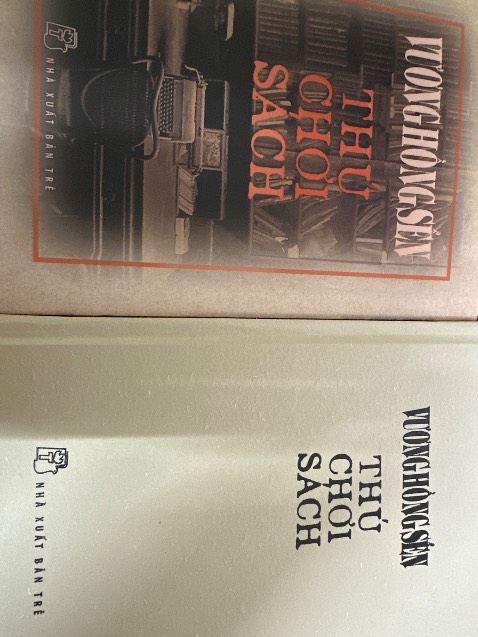 VƯƠNG HỒNG SỂN
THÚ
CHƠI
SÁCH
NHÀ XUẤT BẢN TRẺ
VƯƠNG HỒNG SỂN
THÚ
CHƠI
SÁCH
NHÀ XUẤT BẢN TRẺ